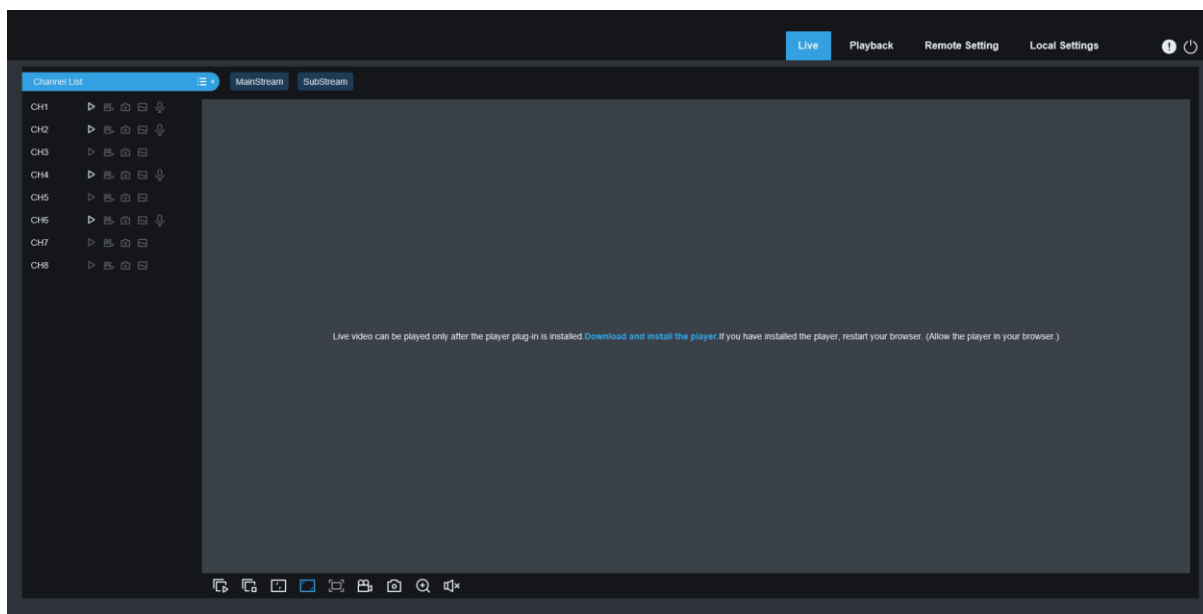 Live Playback Remote Setting Local Settings
Channel List MainStream SubStream
CH1
CH2
CH3
CH4
CH5
CH6
CH7
CH8
Live video can be played only after the player plug-in is installed.Download and install the player.If you have installed the player, restart your browser. (Allow the player in your browser.)